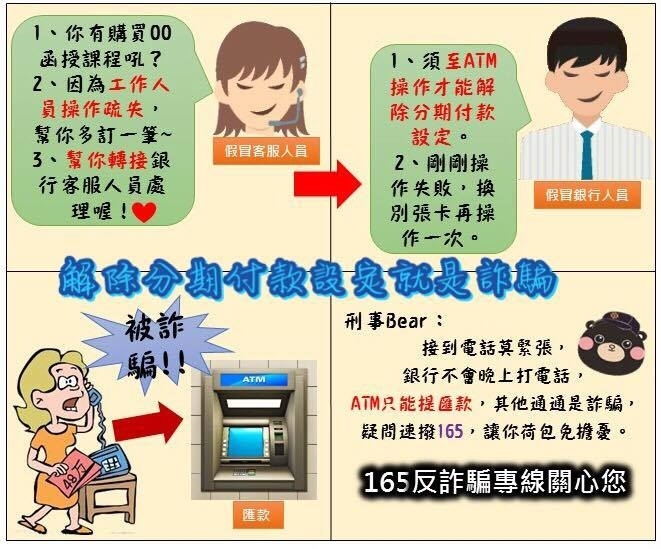 1、你有購買OO
函授課程吼？
2、因為工作人
員操作疏失，
幫你多訂一筆~
3、幫你轉接銀
行客服人員處
理喔！
假冒客服人員
1、須至ATM
操作才能解
除分期付款
設定。
2、剛剛操
作失敗，換
別張卡再操
作一次。
假冒銀行人員
解除分期付款設定就是詐騙
被詐
騙!!
48萬
ATM
匯款
刑事Bear：
接到電話莫緊張，
銀行不會晚上打電話，
ATM只能提匯款，其他通通是詐騙，
疑問速撥165，讓你荷包免擔憂。
165反詐騙專線關心您